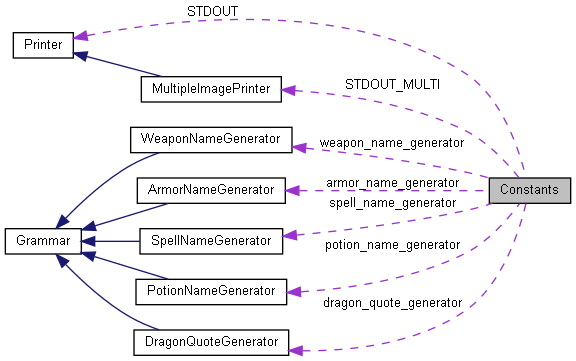 STDOUT
Printer
MultipleImagePrinter
STDOUT_MULTI
WeaponNameGenerator
weapon_name_generator
ArmorNameGenerator
armor_name_generator
Constants
spell_name_generator
Grammar
SpellNameGenerator
potion_name_generator
PotionNameGenerator
dragon_quote_generator
DragonQuoteGenerator